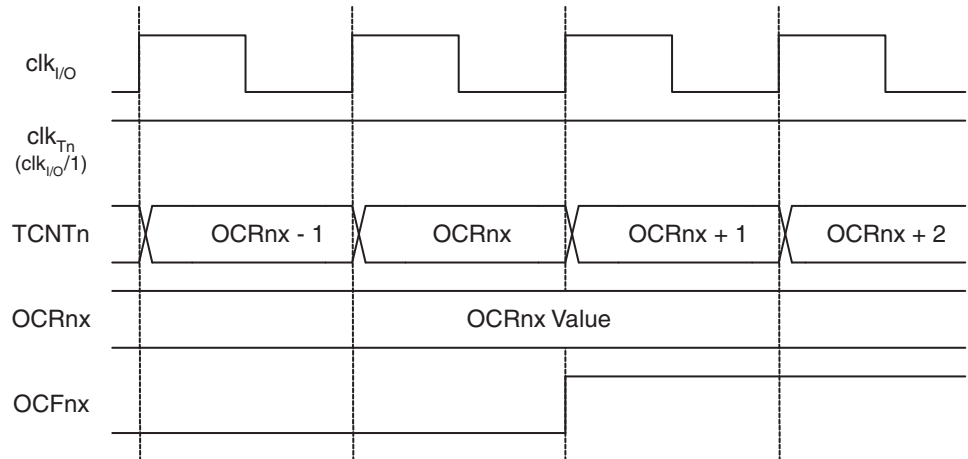 clkI/O
clkTn
(clkI/O/1)
TCNTn
OCRnx - 1
OCRnx
OCRnx + 1
OCRnx + 2
OCRnx
OCRnx Value
OCFnx